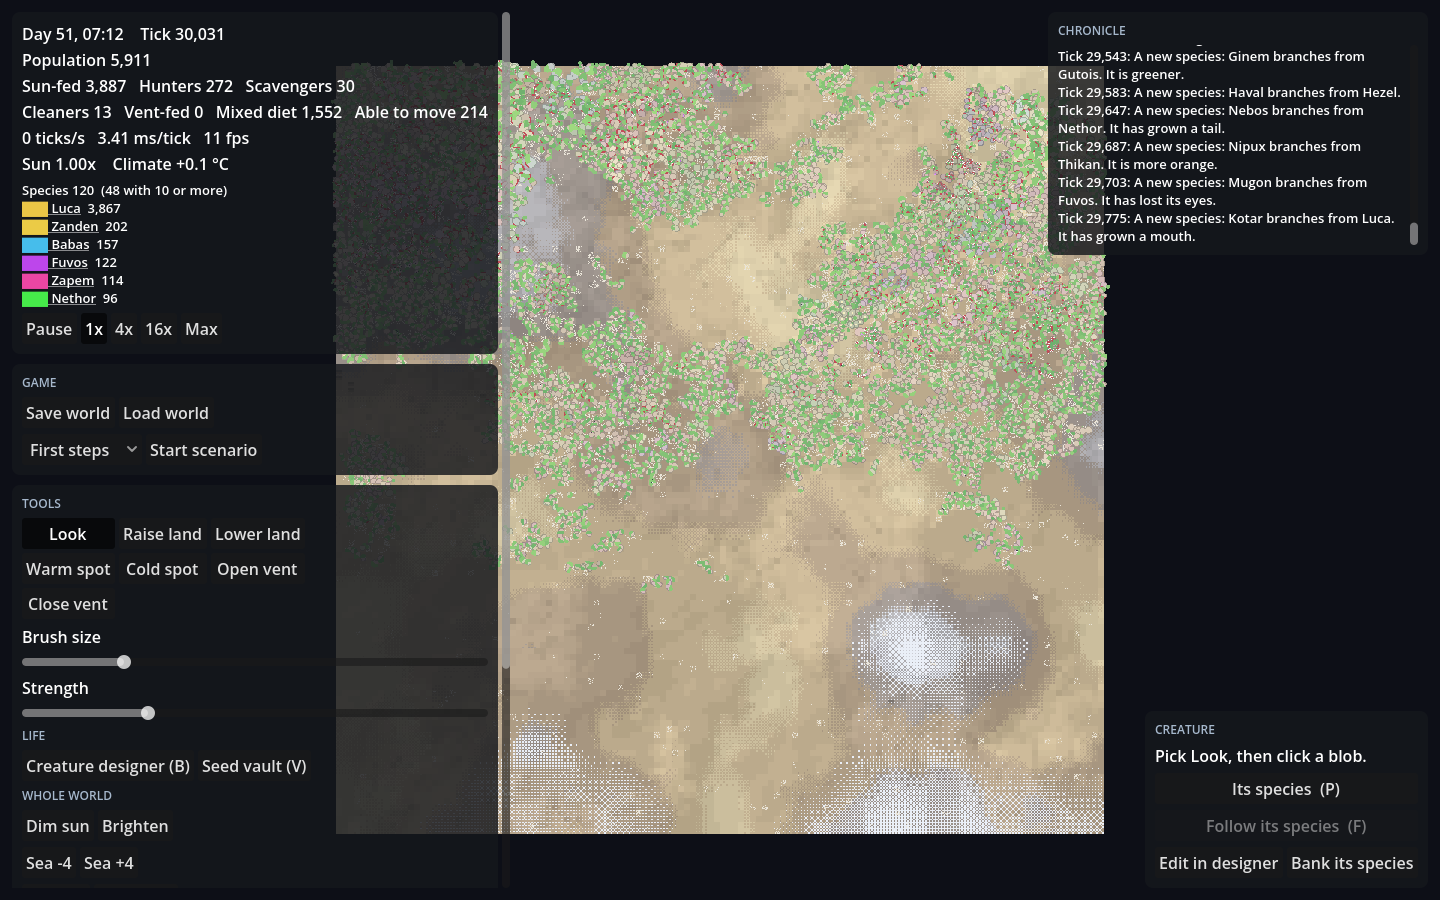 Day 51, 07:12 Tick 30,031
Population 5,911
Sun-fed 3,887 Hunters 272 Scavengers 30
Cleaners 13 Vent-fed 0 Mixed diet 1,552 Able to move 214
0 ticks/s 3.41 ms/tick 11 fps
Sun 1.00x Climate +0.1 °C
Species 120 (48 with 10 or more)
Luca 3,867
Zanden 202
Babas 157
Fuvos 122
Zapem 114
Nethor 96
Pause 1x 4x 16x Max
GAME
Save world Load world
First steps Start scenario
TOOLS
Look Raise land Lower land
Warm spot Cold spot Open vent
Close vent
Brush size
Strength
LIFE
Creature designer (B) Seed vault (V)
WHOLE WORLD
Dim sun Brighten
Sea -4 Sea +4
CHRONICLE
Tick 29,543: A new species: Ginem branches from
Gutois. It is greener.
Tick 29,583: A new species: Haval branches from Hezel.
Tick 29,647: A new species: Nebos branches from
Nethor. It has grown a tail.
Tick 29,687: A new species: Nipux branches from
Thikan. It is more orange.
Tick 29,703: A new species: Mugon branches from
Fuvos. It has lost its eyes.
Tick 29,775: A new species: Kotar branches from Luca.
It has grown a mouth.
CREATURE
Pick Look, then click a blob.
Its species (P)
Follow its species (F)
Edit in designer Bank its species